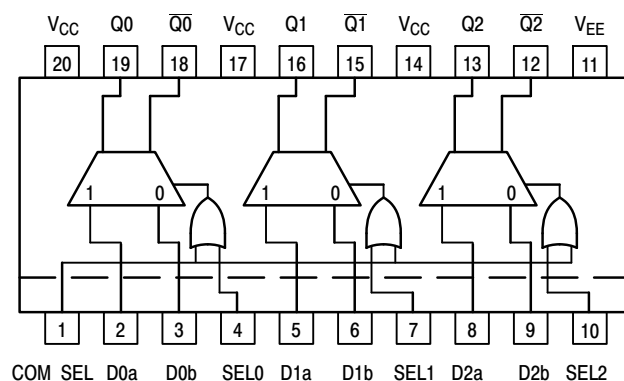 VCC Q0 Q0 VCC Q1 Q1 VCC Q2 Q2 VEE
20 19 18 17 16 15 14 13 12 11
1 0 1 0 1 0
1 2 3 4 5 6 7 8 9 10
COM SEL D0a D0b SEL0 D1a D1b SEL1 D2a D2b SEL2